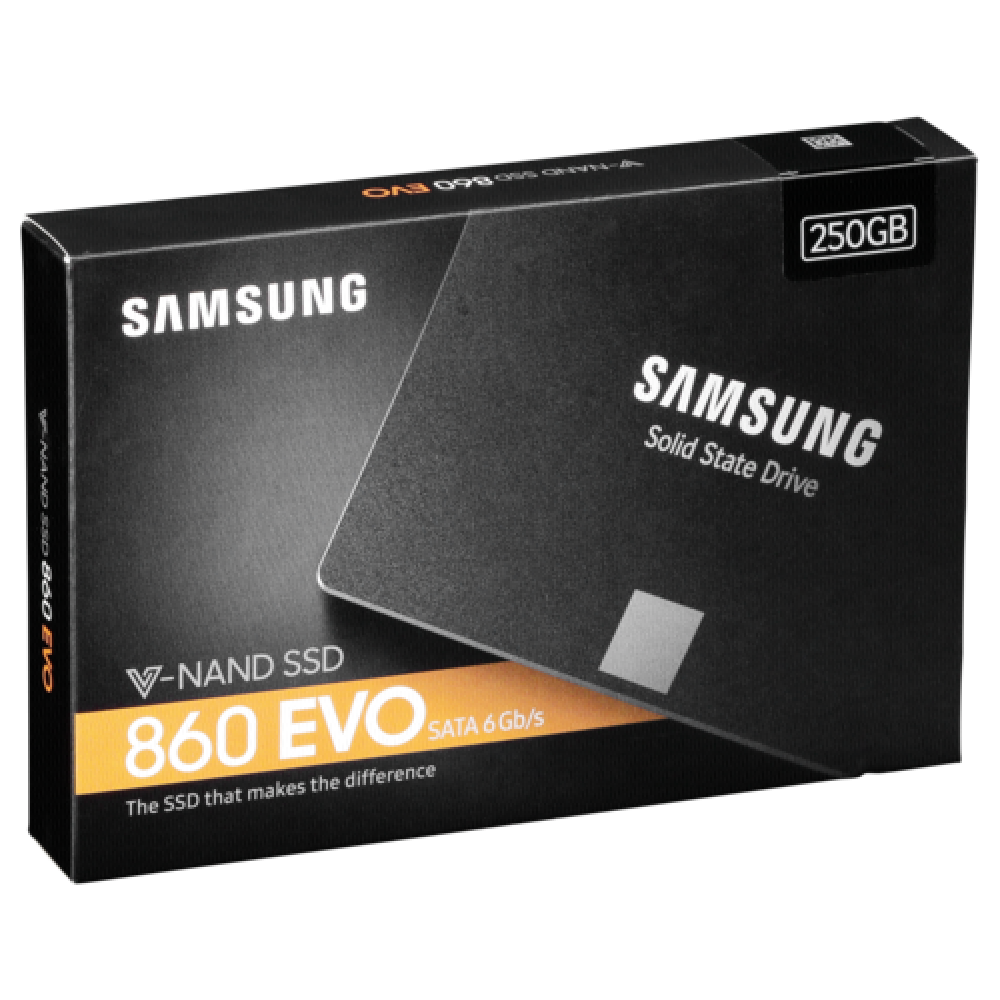 V-NAND SSD 860 EVO
250GB
SAMSUNG
SAMSUNG
Solid State Drive
V-NAND SSD 860 EVO
V-NAND SSD
860 EVO SATA 6 Gb/s
The SSD that makes the difference